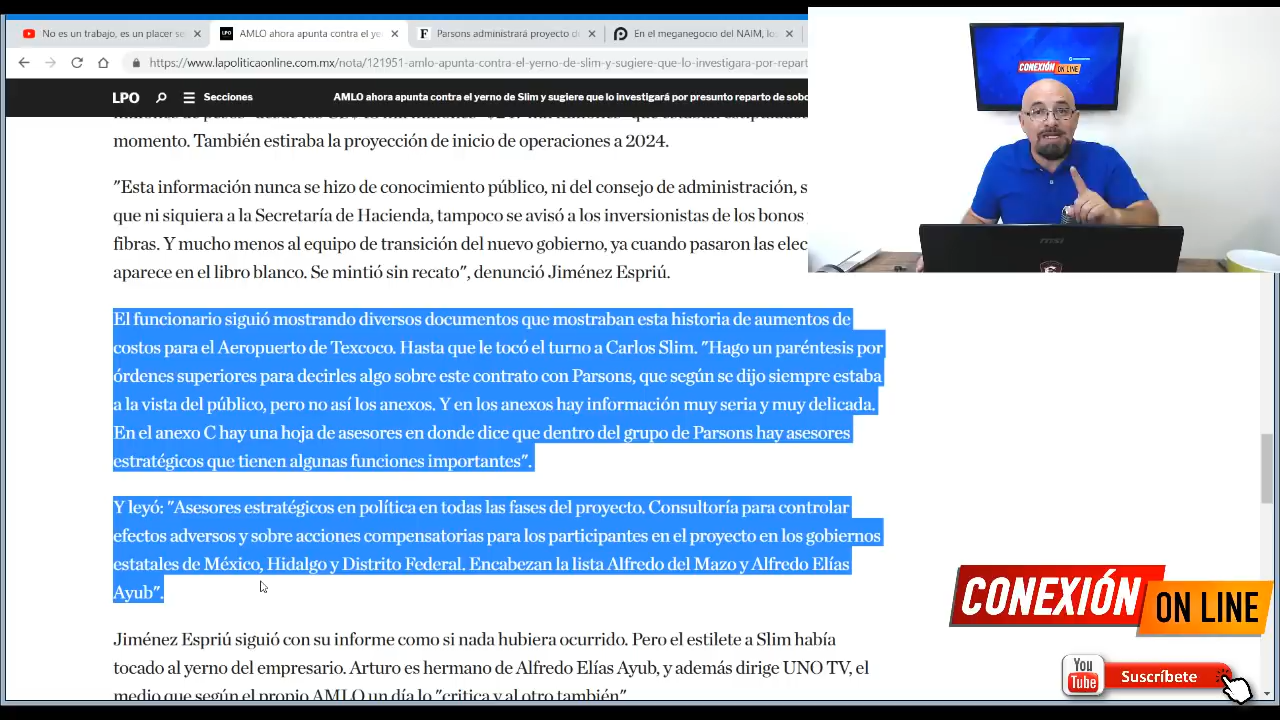 No es un trabajo, es un placer se
AMLO ahora apunta contra el ye
Parsons administrará proyecto d
En el meganegocio del NAIM, los
https://www.lapoliticaonline.com.mx/nota/121951-amlo-apunta-contra-el-yerno-de-slim-y-sugiere-que-lo-investigara-por-repart
LPO
Secciones
AMLO ahora apunta contra el yerno de Slim y sugiere que lo investigará por presunto reparto de sobo
momento. También estiraba la proyección de inicio de operaciones a 2024.
"Esta información nunca se hizo de conocimiento público, ni del consejo de administración, s
que ni siquiera a la Secretaría de Hacienda, tampoco se avisó a los inversionistas de los bonos
fibras. Y mucho menos al equipo de transición del nuevo gobierno, ya cuando pasaron las elec
aparece en el libro blanco. Se mintió sin recato", denunció Jiménez Espriú.
El funcionario siguió mostrando diversos documentos que mostraban esta historia de aumentos de
costos para el Aeropuerto de Texcoco. Hasta que le tocó el turno a Carlos Slim. "Hago un paréntesis por
órdenes superiores para decirles algo sobre este contrato con Parsons, que según se dijo siempre estaba
a la vista del público, pero no así los anexos. Y en los anexos hay información muy seria y muy delicada.
En el anexo C hay una hoja de asesores en donde dice que dentro del grupo de Parsons hay asesores
estratégicos que tienen algunas funciones importantes".
Y leyó: "Asesores estratégicos en política en todas las fases del proyecto. Consultoría para controlar
efectos adversos y sobre acciones compensatorias para los participantes en el proyecto en los gobiernos
estatales de México, Hidalgo y Distrito Federal. Encabezan la lista Alfredo del Mazo y Alfredo Elías
Ayub".
Jiménez Espriú siguió con su informe como si nada hubiera ocurrido. Pero el estilete a Slim había
tocado al yerno del empresario. Arturo es hermano de Alfredo Elías Ayub, y además dirige UNO TV, el
medio que según el propio AMLO un día lo "critica y al otro también"
CONEXIÓN ON LINE
msi
CONEXIÓN
ON LINE
You
Tube
Suscríbete